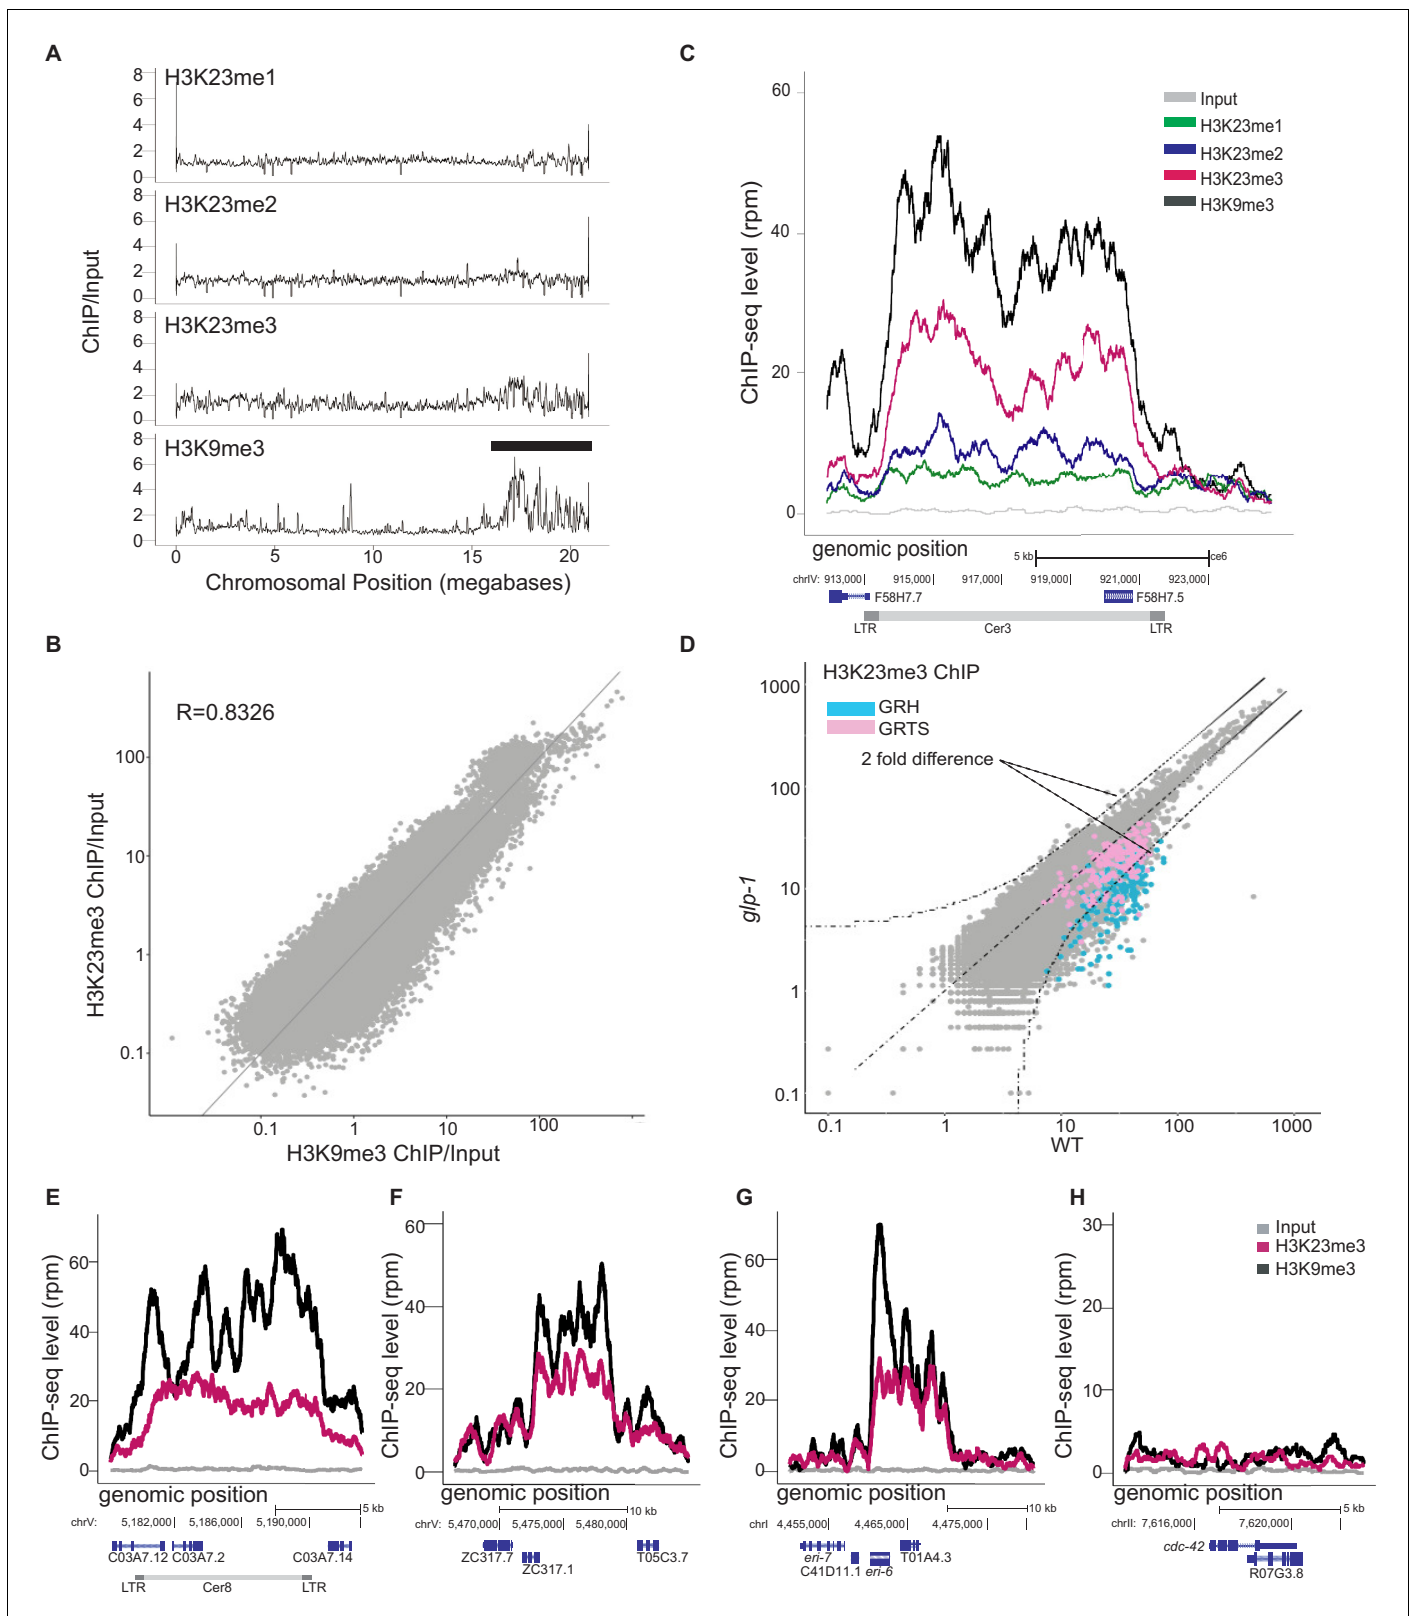 A
H3K23me1
8
6
4
2
0
H3K23me2
8
6
4
2
0
H3K23me3
8
6
4
2
0
H3K9me3
8
6
4
2
0
ChIP/Input
0 5 10 15 20
Chromosomal Position (megabases)
C
60
40
20
0
ChIP-seq level (rpm)
Input
H3K23me1
H3K23me2
H3K23me3
H3K9me3
genomic position
5 kb ce6
chrIV: 913,000 915,000 917,000 919,000 921,000 923,000
F58H7.7 F58H7.5
LTR Cer3 LTR
B
R=0.8326
100
10
1
0.1
H3K23me3 ChIP/Input
0.1 1 10 100
H3K9me3 ChIP/Input
D
H3K23me3 ChIP
GRH
GRTS
2 fold difference
1000
100
10
1
0.1
glp-1
0.1 1 10 100 1000
WT
E
60
40
20
0
ChIP-seq level (rpm)
genomic position
5 kb
chrV: 5,182,000 5,186,000 5,190,000
C03A7.12 C03A7.2 C03A7.14
LTR Cer8 LTR
F
60
40
20
0
ChIP-seq level (rpm)
genomic position
10 kb
chrV: 5,470,000 5,475,000 5,480,000
ZC317.7 T05C3.7
ZC317.1
G
60
40
20
0
ChIP-seq level (rpm)
genomic position
10 kb
chrI 4,455,000 4,465,000 4,475,000
eri-7 T01A4.3
C41D11.1 eri-6
H
30
20
10
0
ChIP-seq level (rpm)
Input
H3K23me3
H3K9me3
genomic position
5 kb
chrII: 7,616,000 7,620,000
cdc-42
R07G3.8